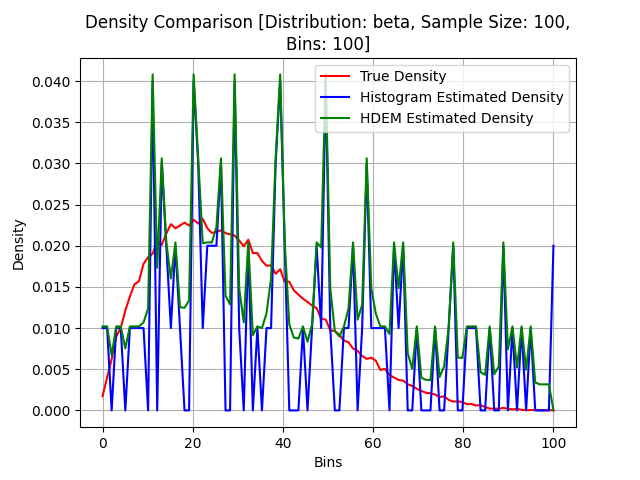 Density Comparison [Distribution: beta, Sample Size: 100,
Bins: 100]
0.040
0.035
0.030
0.025
0.020
0.015
0.010
0.005
0.000
Density
True Density
Histogram Estimated Density
HDEM Estimated Density
0
20
40
60
80
100
Bins